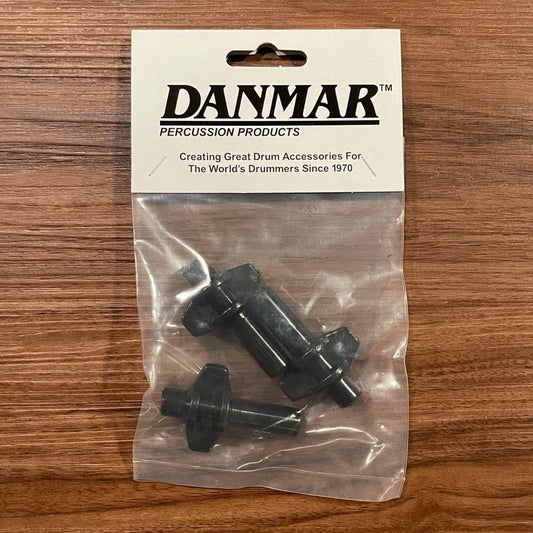 DANMAR™
PERCUSSION PRODUCTS
Creating Great Drum Accessories For
The World's Drummers Since 1970